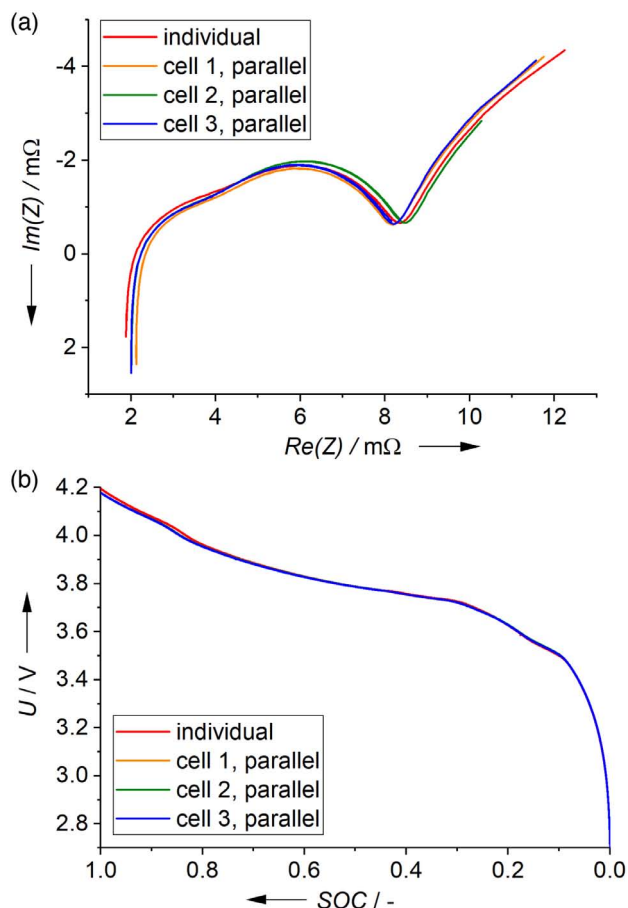 (a)
individual
cell 1, parallel
cell 2, parallel
cell 3, parallel
-4
-2
0
2
Im(Z) / mΩ
2 4 6 8 10 12
Re(Z) / mΩ
(b)
4.2
4.0
3.8
3.6
3.4
3.2
3.0
2.8
U / V
individual
cell 1, parallel
cell 2, parallel
cell 3, parallel
1.0 0.8 0.6 0.4 0.2 0.0
SOC / -